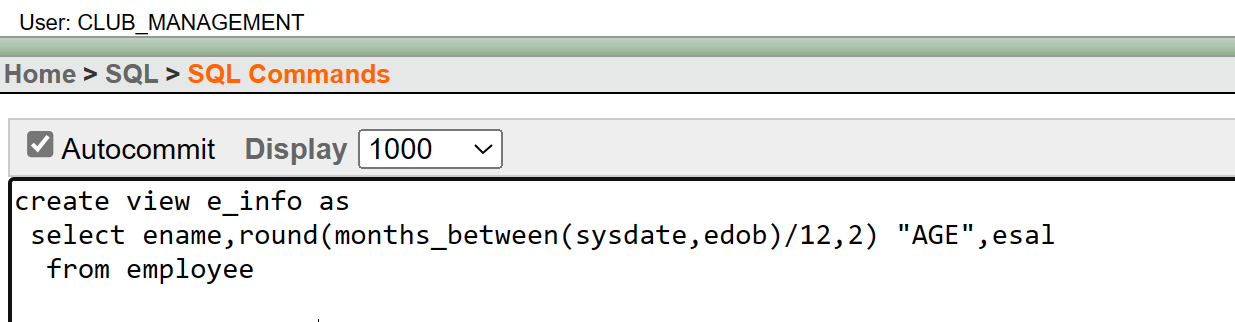 User: CLUB_MANAGEMENT
Home > SQL > SQL Commands
Autocommit Display 1000
create view e_info as
select ename,round(months_between(sysdate,edob)/12,2) "AGE",esal
from employee